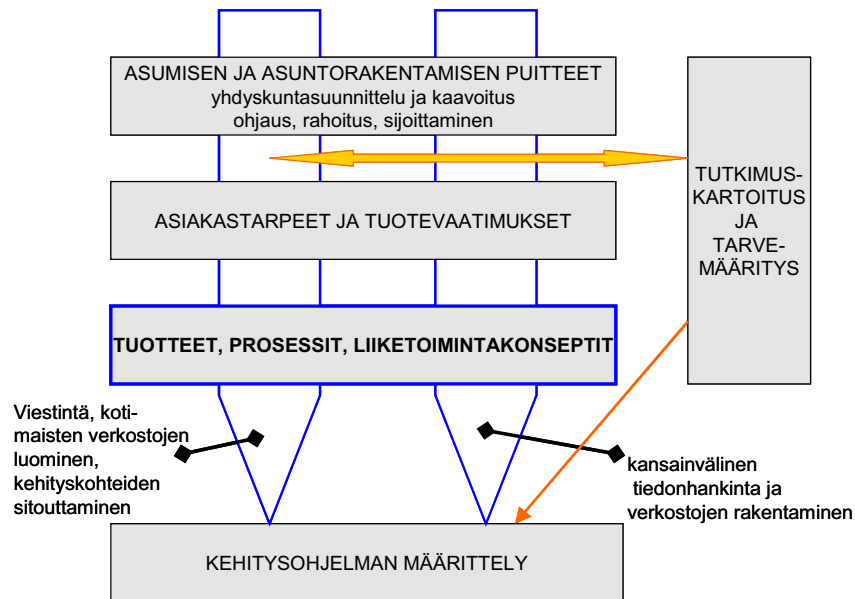 ASUMISEN JA ASUNTORAKENTAMISEN PUITTEET
yhdyskuntasuunnittelu ja kaavoitus
ohjaus, rahoitus, sijoittaminen
TUTKIMUS-
KARTOITUS
JA
TARVE-
MÄÄRITYS
ASIAKASTARPEET JA TUOTEVAATIMUKSET
TUOTTEET, PROSESSIT, LIIKETOIMINTAKONSEPTIT
Viestintä, koti-
maisten verkostojen
luominen,
kehityskohteiden
sitouttaminen
kansainvälinen
tiedonhankinta ja
verkostojen rakentaminen
KEHITYSOHJELMAN MÄÄRITTELY